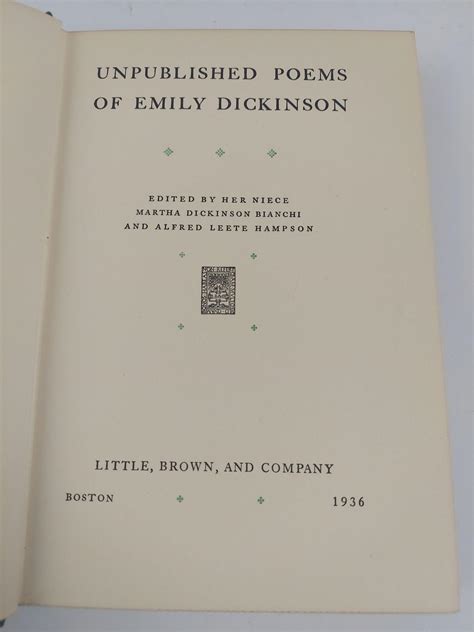 UNPUBLISHED POEMS
OF EMILY DICKINSON
EDITED BY HER NIECE
MARTHA DICKINSON BIANCHI
AND ALFRED LEETE HAMPSON
LITTLE, BROWN, AND COMPANY
BOSTON 1936